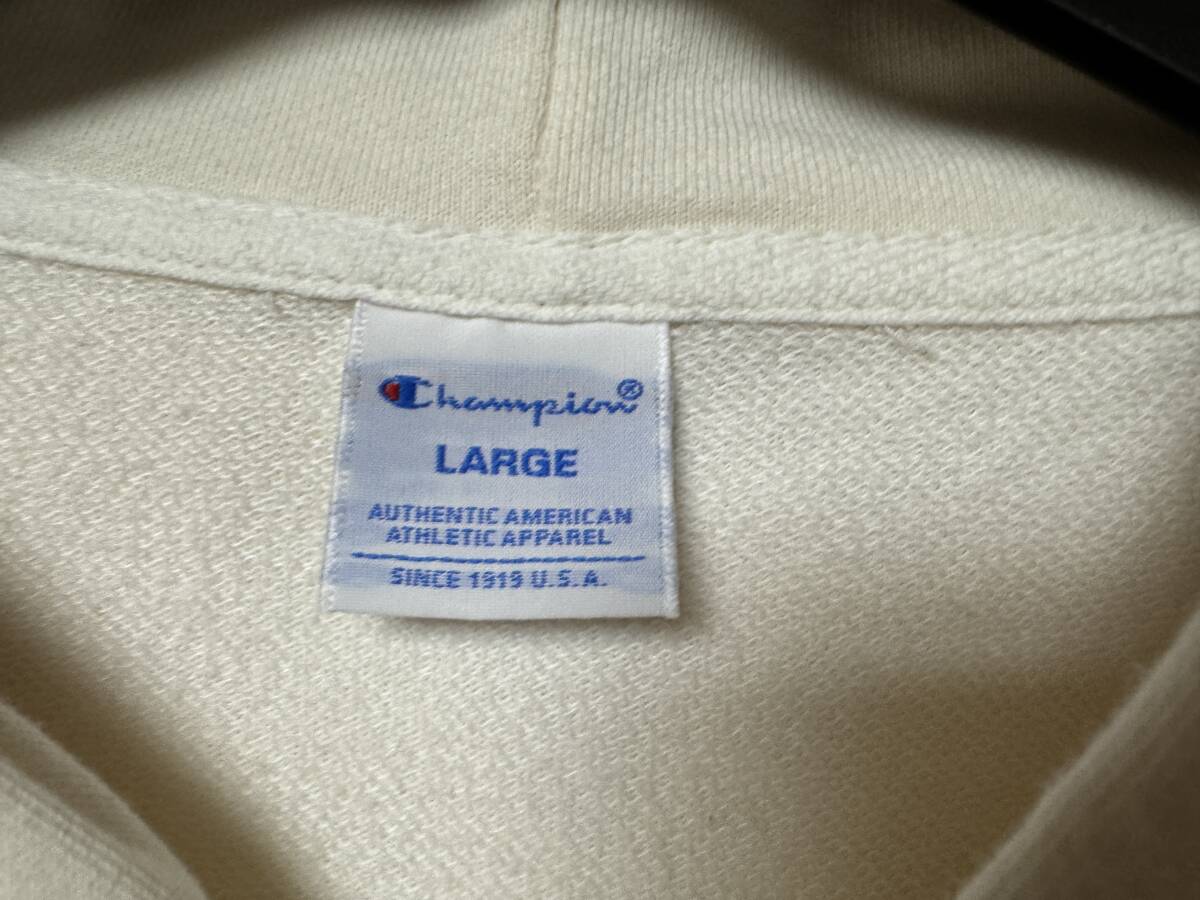 Champion®
LARGE
AUTHENTIC AMERICAN
ATHLETIC APPAREL
SINCE 1919 U.S.A.